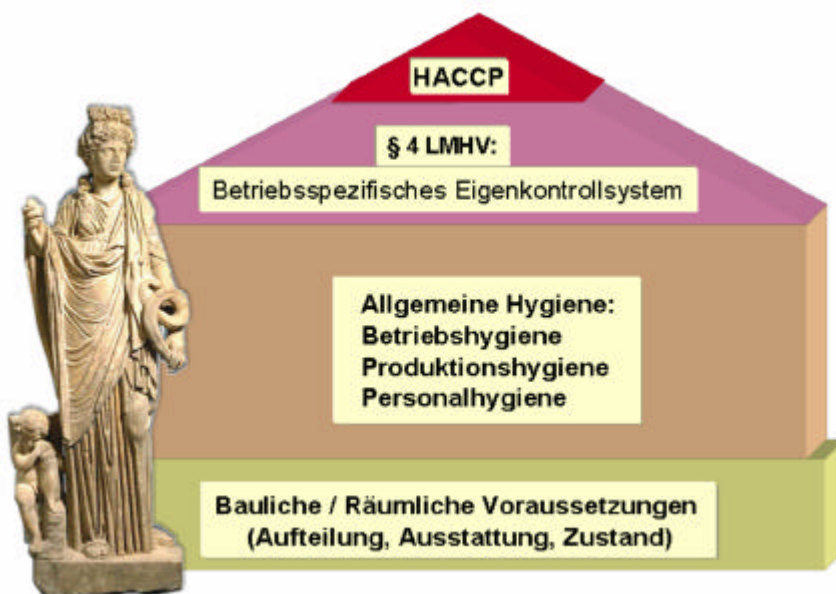 HACCP
§ 4 LMHV:
Betriebsspezifisches Eigenkontrollsystem
Allgemeine Hygiene:
Betriebshygiene
Produktionshygiene
Personalhygiene
Bauliche / Räumliche Voraussetzungen
(Aufteilung, Ausstattung, Zustand)